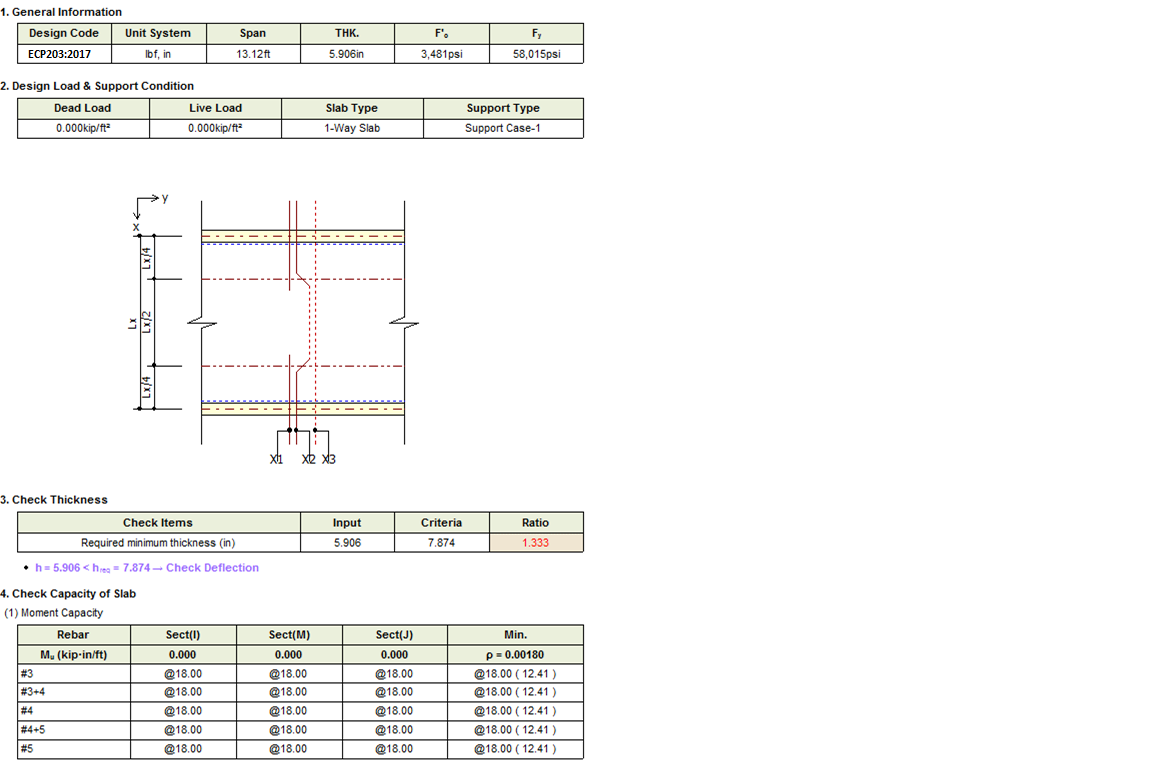 1. General Information
Design Code Unit System Span THK. F'c Fy
ECP203:2017 lbf, in 13.12ft 5.906in 3,481psi 58,015psi
2. Design Load & Support Condition
Dead Load Live Load Slab Type Support Type
0.000kip/ft² 0.000kip/ft² 1-Way Slab Support Case-1
y
x
Lx/4
Lx
Lx/2
Lx/4
X1 X2 X3
3. Check Thickness
Check Items Input Criteria Ratio
Required minimum thickness (in) 5.906 7.874 1.333
• h = 5.906 < hreq = 7.874 → Check Deflection
4. Check Capacity of Slab
(1) Moment Capacity
Rebar Sect(I) Sect(M) Sect(J) Min.
Mu (kip·in/ft) 0.000 0.000 0.000 ρ = 0.00180
#3 @18.00 @18.00 @18.00 @18.00 ( 12.41 )
#3+4 @18.00 @18.00 @18.00 @18.00 ( 12.41 )
#4 @18.00 @18.00 @18.00 @18.00 ( 12.41 )
#4+5 @18.00 @18.00 @18.00 @18.00 ( 12.41 )
#5 @18.00 @18.00 @18.00 @18.00 ( 12.41 )